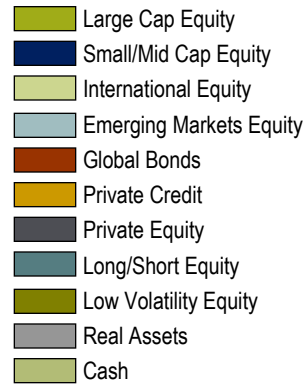 Large Cap Equity
Small/Mid Cap Equity
International Equity
Emerging Markets Equity
Global Bonds
Private Credit
Private Equity
Long/Short Equity
Low Volatility Equity
Real Assets
Cash